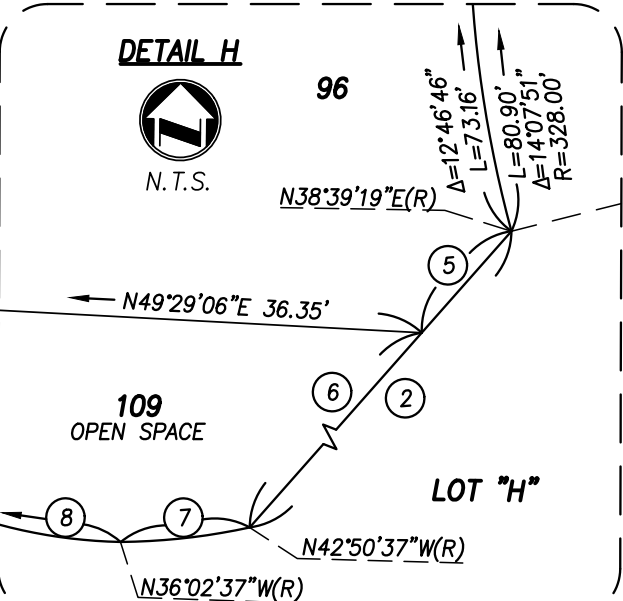 DETAIL H
N.T.S.
96
Δ=12°46'46"
L=73.16'
L=80.90'
Δ=14°07'51"
R=328.00'
N38°39'19"E(R)
5
N49°29'06"E 36.35'
6
2
109
OPEN SPACE
LOT "H"
8
7
N42°50'37"W(R)
N36°02'37"W(R)